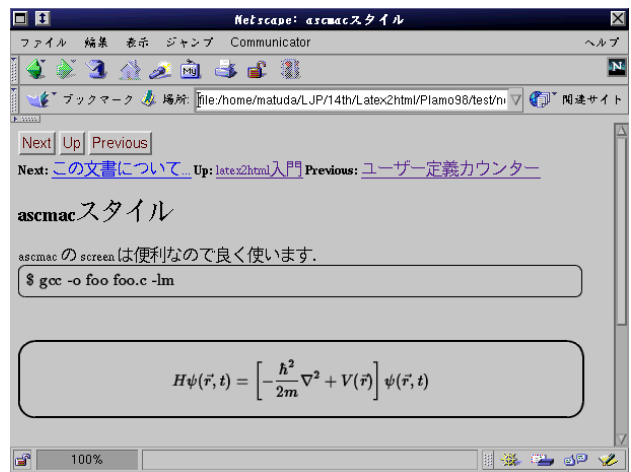 Netscape: ascmacスタイル
ファイル 編集 表示 ジャンプ Communicator ヘルプ
N
ブックマーク 場所: file:/home/matuda/LJP/14th/Latex2html/Plamo98/test/n 関連サイト
Next Up Previous
Next: この文書について... Up: latex2html入門 Previous: ユーザー定義カウンター
ascmacスタイル
ascmac の screen は便利なので良く使います.
$ gcc -o foo foo.c -lm
Hψ(r⃗,t) = [−ℏ²/2m ∇² + V(r⃗)] ψ(r⃗,t)
100%